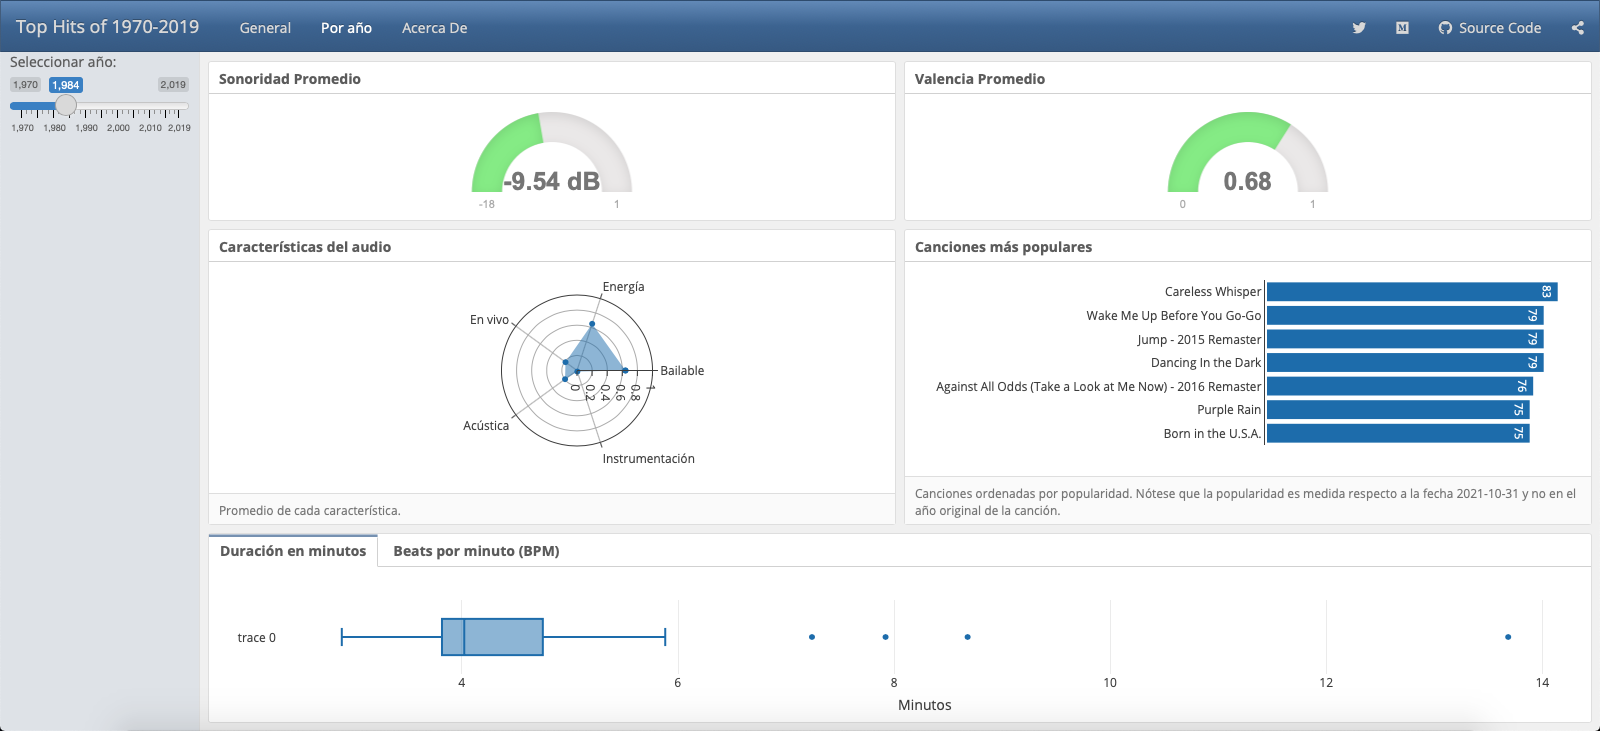 Top Hits of 1970-2019
General
Por año
Acerca De
Source Code
Seleccionar año:
1,970
1,984
2,019
1,970
1,980
1,990
2,000
2,010
2,019
Sonoridad Promedio
-9.54 dB
-18
1
Valencia Promedio
0.68
0
1
Características del audio
Energía
En vivo
Bailable
0
0.2
0.4
0.6
0.8
1
Acústica
Instrumentación
Promedio de cada característica.
Canciones más populares
Careless Whisper
83
Wake Me Up Before You Go-Go
79
Jump - 2015 Remaster
79
Dancing In the Dark
79
Against All Odds (Take a Look at Me Now) - 2016 Remaster
76
Purple Rain
75
Born in the U.S.A.
75
Canciones ordenadas por popularidad. Nótese que la popularidad es medida respecto a la fecha 2021-10-31 y no en el
año original de la canción.
Duración en minutos
Beats por minuto (BPM)
trace 0
4
6
8
10
12
14
Minutos